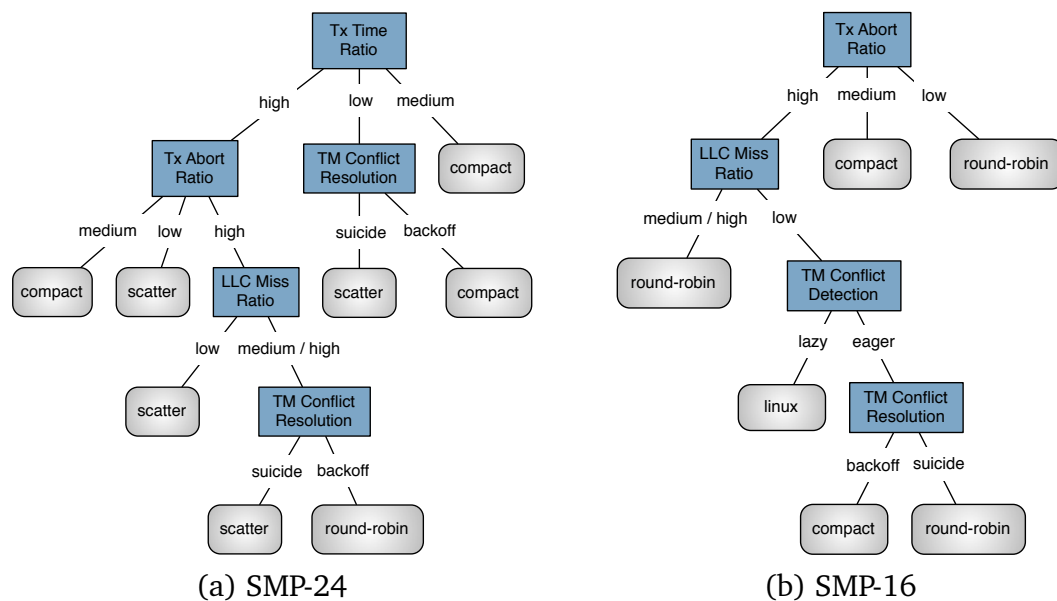 Tx Time
Ratio
high
low
medium
Tx Abort
Ratio
TM Conflict
Resolution
compact
medium
low
high
suicide
backoff
compact
scatter
LLC Miss
Ratio
scatter
compact
low
medium / high
scatter
TM Conflict
Resolution
suicide
backoff
scatter
round-robin
(a) SMP-24
Tx Abort
Ratio
high
medium
low
LLC Miss
Ratio
compact
round-robin
medium / high
low
round-robin
TM Conflict
Detection
lazy
eager
linux
TM Conflict
Resolution
backoff
suicide
compact
round-robin
(b) SMP-16